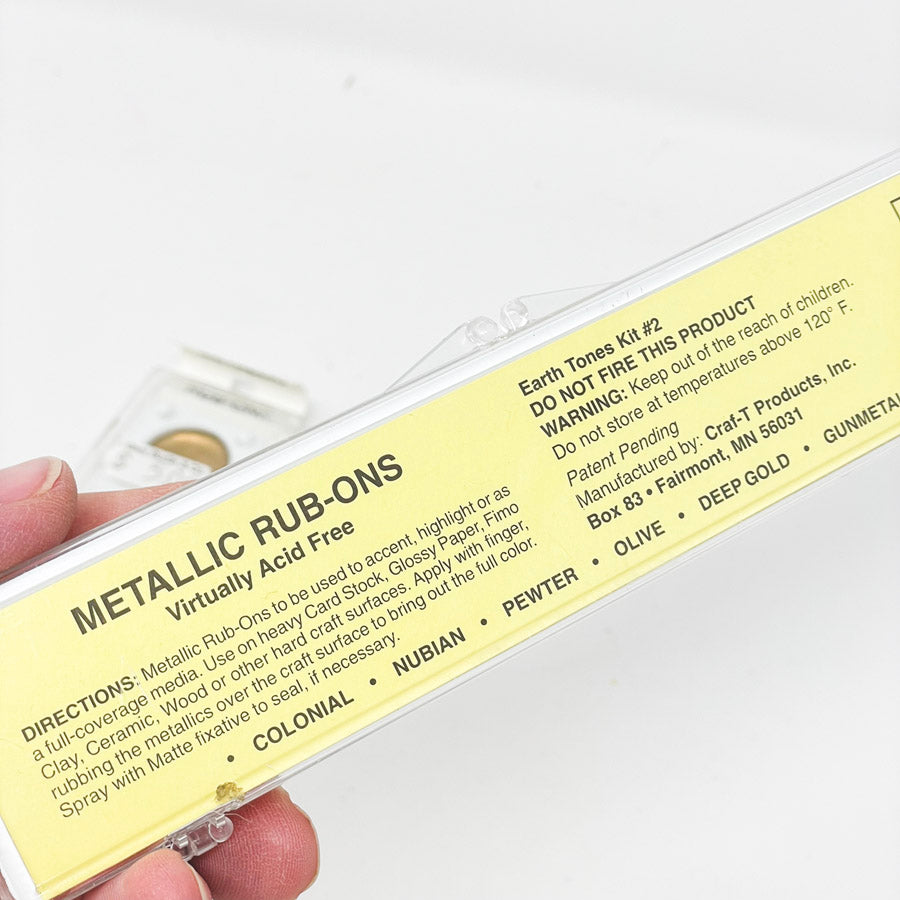 METALLIC RUB-ONS
Virtually Acid Free
DIRECTIONS: Metallic Rub-Ons to be used to accent, highlight or as
a full-coverage media. Use on heavy Card Stock, Glossy Paper, Fimo
Clay, Ceramic, Wood or other hard craft surfaces. Apply with finger,
rubbing the metallics over the craft surface to bring out the full color.
Spray with Matte fixative to seal, if necessary.
Earth Tones Kit #2
DO NOT FIRE THIS PRODUCT
WARNING: Keep out of the reach of children.
Do not store at temperatures above 120° F.
Patent Pending
Manufactured by: Craf-T Products, Inc.
Box 83 • Fairmont, MN 56031
• COLONIAL • NUBIAN • PEWTER • OLIVE • DEEP GOLD • GUNMETAL